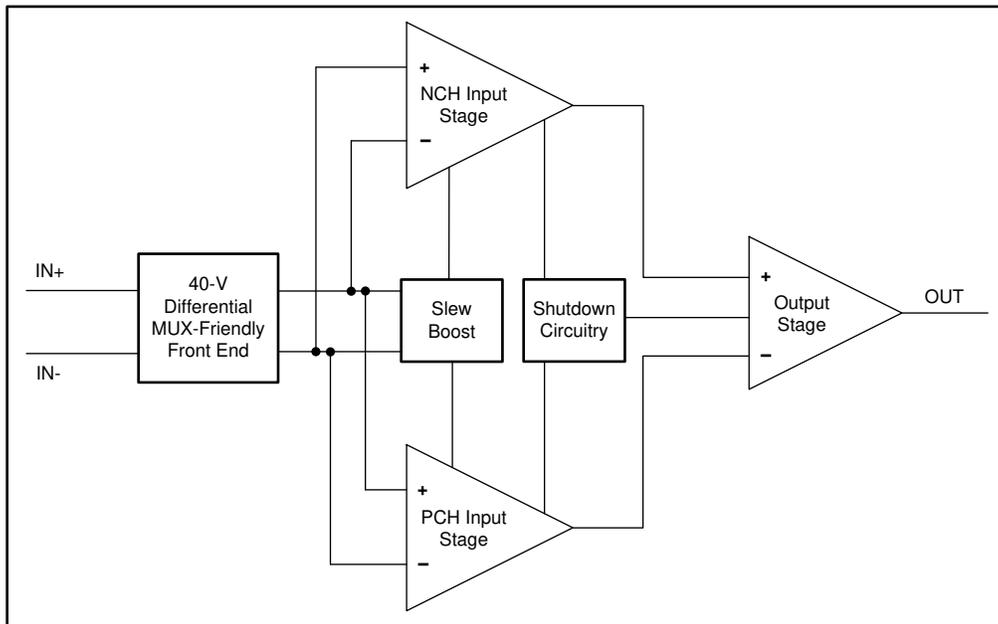 +
NCH Input
Stage
−
IN+
IN-
40-V
Differential
MUX-Friendly
Front End
Slew
Boost
Shutdown
Circuitry
+
Output
Stage
−
OUT
+
PCH Input
Stage
−